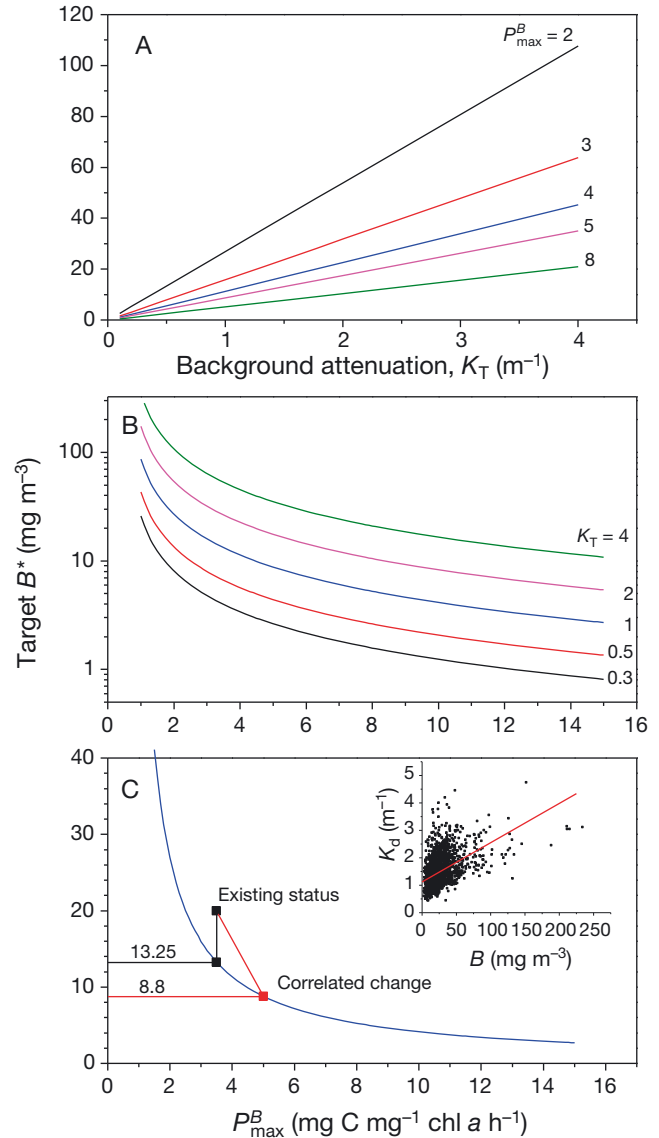 A
P^B_max = 2
3
4
5
8
120
100
80
60
40
20
0
0 1 2 3 4
Background attenuation, K_T (m⁻¹)
B
100
10
1
K_T = 4
2
1
0.5
0.3
0 2 4 6 8 10 12 14 16
Target B* (mg m⁻³)
C
40
30
20
10
0
Existing status
13.25
8.8
Correlated change
K_d (m⁻¹)
5
4
3
2
1
0
0 50 100 150 200 250
B (mg m⁻³)
0 2 4 6 8 10 12 14 16
P^B_max (mg C mg⁻¹ chl a h⁻¹)